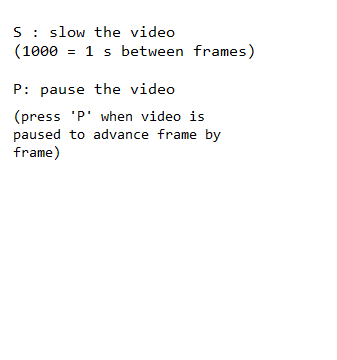 S : slow the video
(1000 = 1 s between frames)
P: pause the video
(press 'P' when video is
paused to advance frame by
frame)